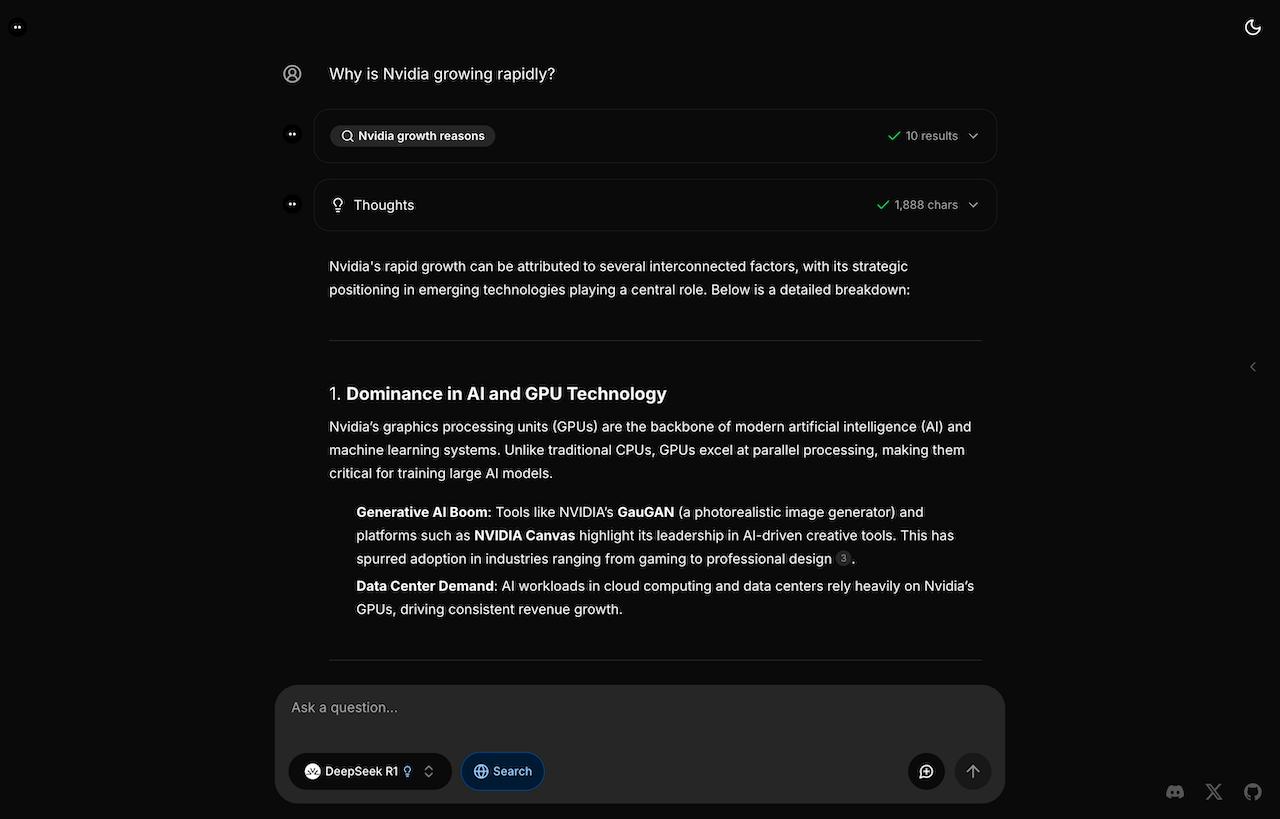 Why is Nvidia growing rapidly?
Nvidia growth reasons
10 results
Thoughts
1,888 chars
Nvidia's rapid growth can be attributed to several interconnected factors, with its strategic
positioning in emerging technologies playing a central role. Below is a detailed breakdown:
1. Dominance in AI and GPU Technology
Nvidia’s graphics processing units (GPUs) are the backbone of modern artificial intelligence (AI) and
machine learning systems. Unlike traditional CPUs, GPUs excel at parallel processing, making them
critical for training large AI models.
Generative AI Boom: Tools like NVIDIA’s GauGAN (a photorealistic image generator) and
platforms such as NVIDIA Canvas highlight its leadership in AI-driven creative tools. This has
spurred adoption in industries ranging from gaming to professional design 3.
Data Center Demand: AI workloads in cloud computing and data centers rely heavily on Nvidia’s
GPUs, driving consistent revenue growth.
Ask a question...
DeepSeek R1
Search